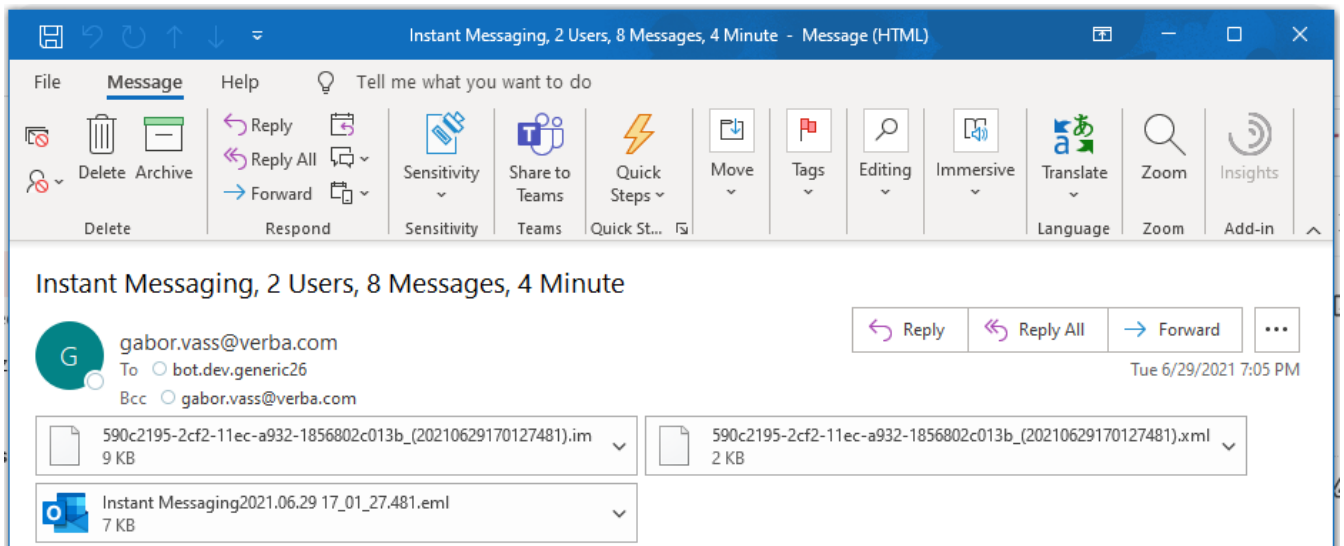 Instant Messaging, 2 Users, 8 Messages, 4 Minute - Message (HTML)
File Message Help Tell me what you want to do
Delete Archive
Reply
Reply All
Forward
Sensitivity
Share to Teams
Quick Steps
Move
Tags
Editing
Immersive
Translate
Zoom
Insights
Delete Respond Sensitivity Teams Quick St... Language Zoom Add-in
Instant Messaging, 2 Users, 8 Messages, 4 Minute
G
gabor.vass@verba.com
Reply Reply All Forward
To bot.dev.generic26
Tue 6/29/2021 7:05 PM
Bcc gabor.vass@verba.com
590c2195-2cf2-11ec-a932-1856802c013b_(20210629170127481).im
9 KB
590c2195-2cf2-11ec-a932-1856802c013b_(20210629170127481).xml
2 KB
Instant Messaging2021.06.29 17_01_27.481.eml
7 KB